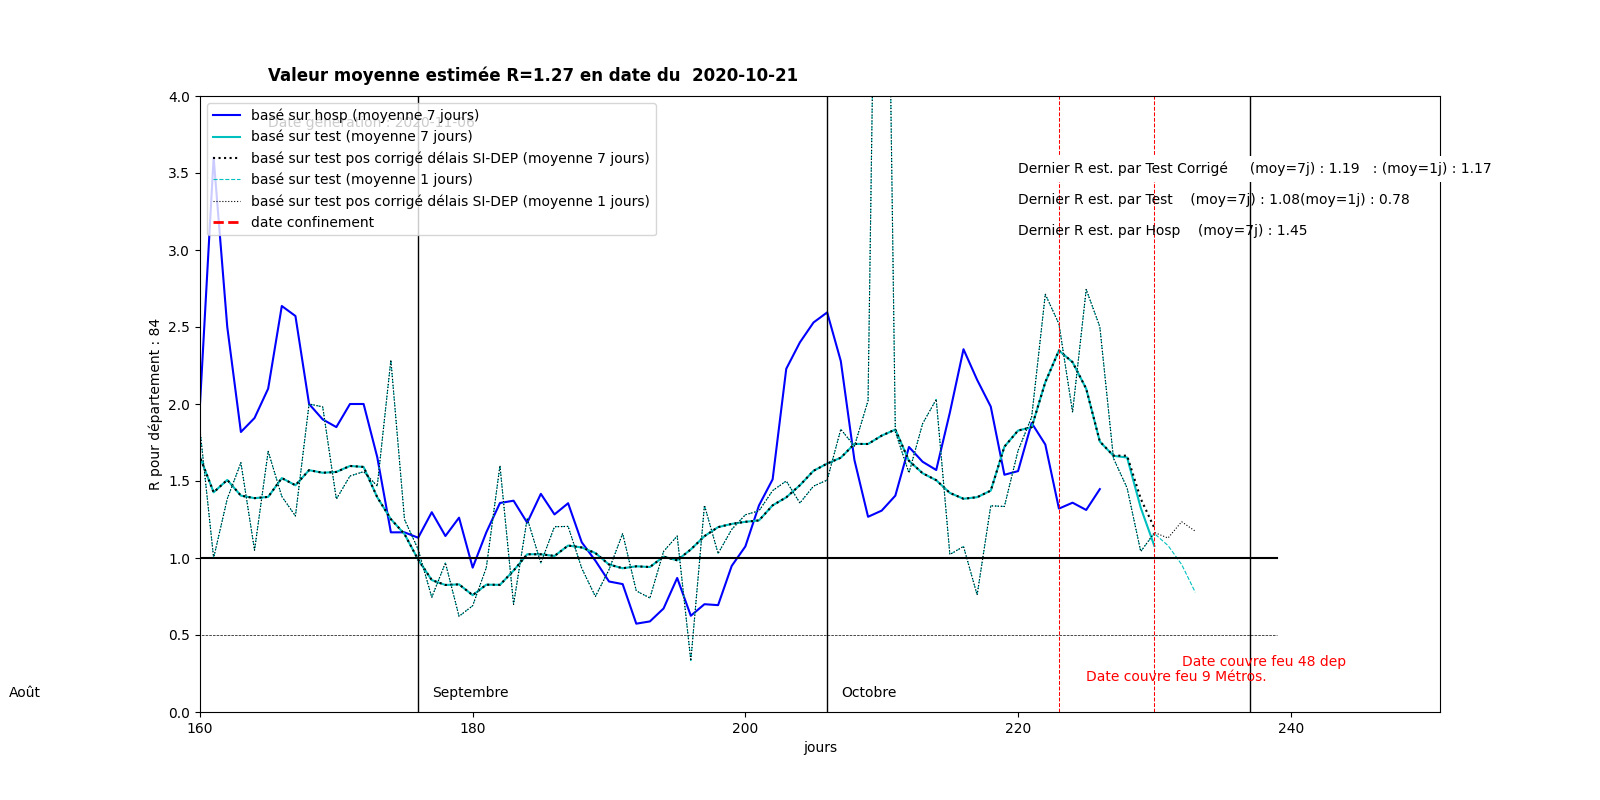 Valeur moyenne estimée R=1.27 en date du  2020-10-21
4.0
basé sur hosp (moyenne 7 jours)
Date génération : 2020-11-06
basé sur test (moyenne 7 jours)
basé sur test pos corrigé délais SI-DEP (moyenne 7 jours)
basé sur test (moyenne 1 jours)
basé sur test pos corrigé délais SI-DEP (moyenne 1 jours)
date confinement
Dernier R est. par Test Corrigé     (moy=7j) : 1.19   : (moy=1j) : 1.17
Dernier R est. par Test    (moy=7j) : 1.08(moy=1j) : 0.78
Dernier R est. par Hosp    (moy=7j) : 1.45
3.5
3.0
2.5
2.0
1.5
1.0
0.5
0.0
R pour département : 84
Date couvre feu 48 dep
Date couvre feu 9 Métros.
Août
Septembre
Octobre
160
180
200
220
240
jours